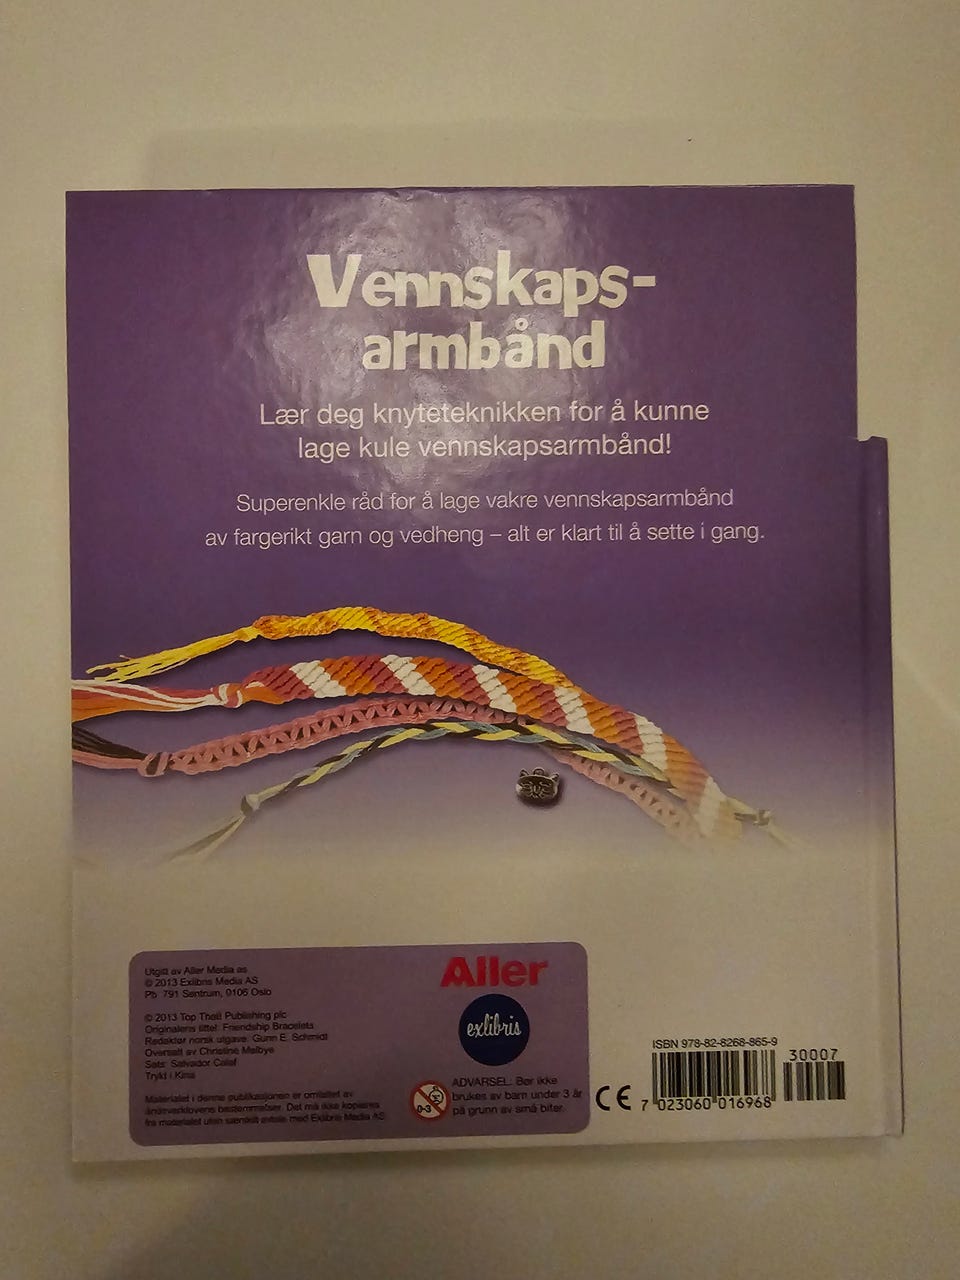 Vennskaps-
armbånd
Lær deg knyteteknikken for å kunne
lage kule vennskapsarmbånd!
Superenkle råd for å lage vakre vennskapsarmbånd
av fargerikt garn og vedheng – alt er klart til å sette i gang.
Utgitt av Aller Media as
© 2013 Exlibris Media AS
Pb. 791 Sentrum, 0106 Oslo
© 2013 Top That! Publishing plc
Originalens tittel: Friendship Bracelets
Redaktør norsk utgave: Gunn E. Schmidt
Oversatt av Christine Melbye
Sats: Salvador Calaf
Trykt i Kina
Materialet i denne publikasjonen er omfattet av
åndsverklovens bestemmelser. Det må ikke kopieres
fra materialet uten særskilt avtale med Exlibris Media AS
Aller
exlibris
0-3
ADVARSEL: Bør ikke
brukes av barn under 3 år
på grunn av små biter.
CE
ISBN 978-82-8268-865-9
30007
7 023060 016968